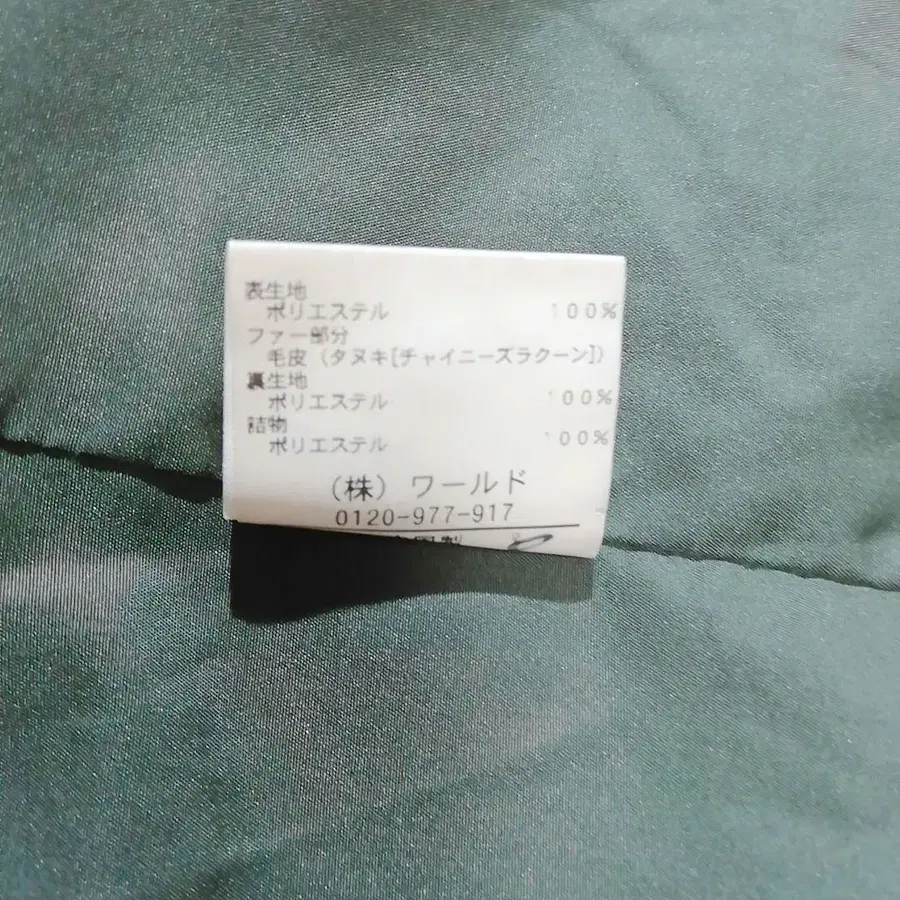 表生地
ポリエステル 100%
ファー部分
毛皮（タヌキ[チャイニーズラクーン]）
裏生地
ポリエステル 100%
詰物
ポリエステル 100%
（株）ワールド
0120-977-917